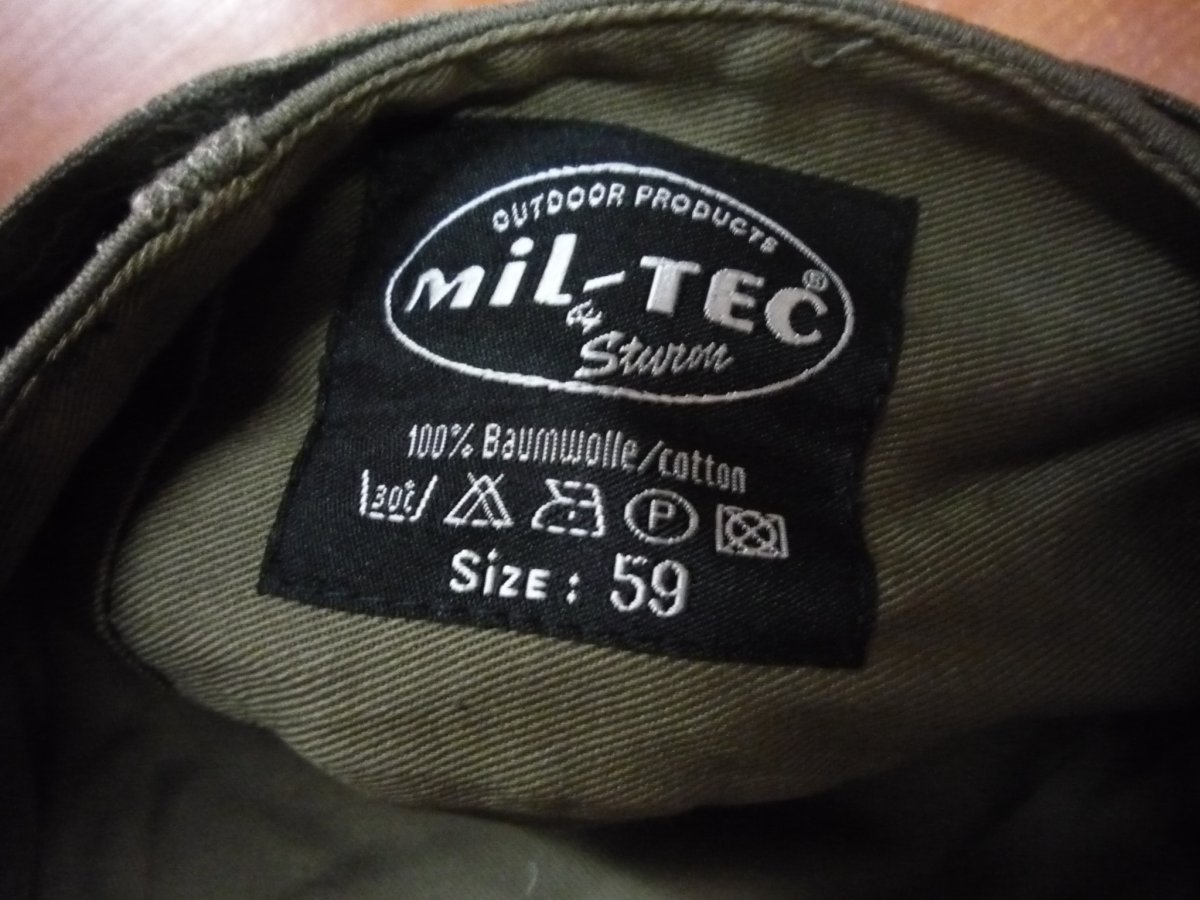 OUTDOOR PRODUCTS
MiL-TEC®
by Sturm
100% Baumwolle/cotton
30°C
P
SiZE: 59